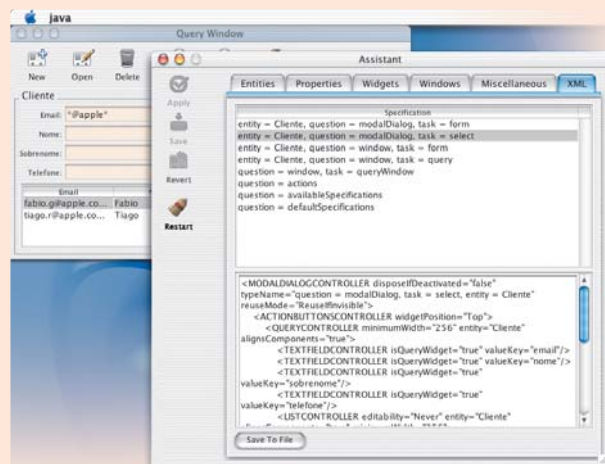 java
Query Window
New Open Delete
Cliente
Email: *@apple*
Nome:
Sobrenome:
Telefone:
Email
fabio.g@apple.co... Fabio
tiago.r@apple.co... Tiago
Assistant
Apply
Save
Revert
Restart
Entities Properties Widgets Windows Miscellaneous XML
Specification
entity = Cliente, question = modalDialog, task = form
entity = Cliente, question = modalDialog, task = select
entity = Cliente, question = window, task = form
entity = Cliente, question = window, task = query
question = window, task = queryWindow
question = actions
question = availableSpecifications
question = defaultSpecifications
<MODALDIALOGCONTROLLER disposeIfDeactivated="false"
typeName="question = modalDialog, task = select, entity = Cliente"
reuseMode="ReuseIfInvisible">
<ACTIONBUTTONSCONTROLLER widgetPosition="Top">
<QUERYCONTROLLER minimumWidth="256" entity="Cliente"
alignsComponents="true">
<TEXTFIELDCONTROLLER isQueryWidget="true" valueKey="email"/>
<TEXTFIELDCONTROLLER isQueryWidget="true" valueKey="nome"/>
<TEXTFIELDCONTROLLER isQueryWidget="true"
valueKey="sobrenome"/>
<TEXTFIELDCONTROLLER isQueryWidget="true"
valueKey="telefone"/>
<LISTCONTROLLER editability="Never" entity="Cliente"
Save To File